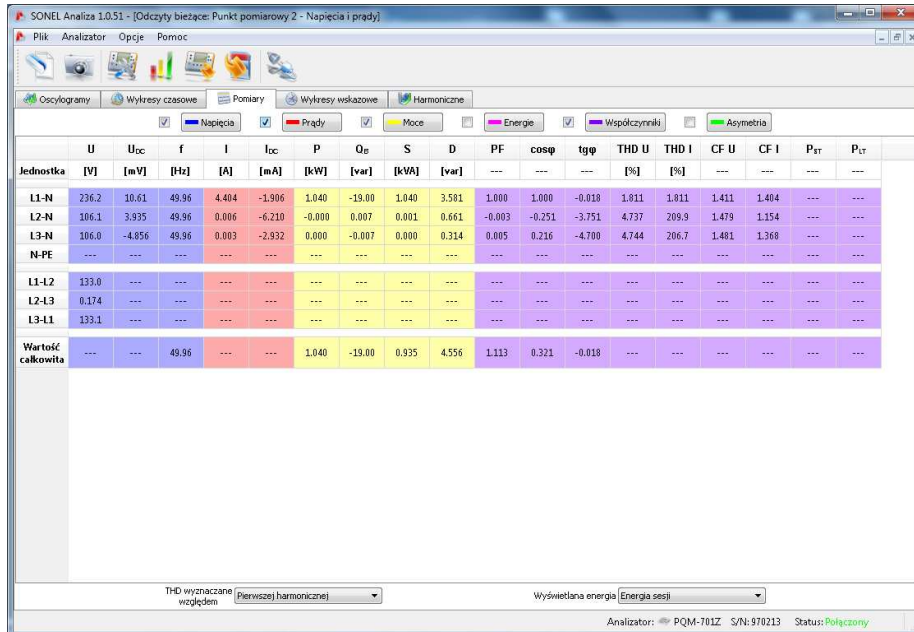 SONEL Analiza 1.0.51 - [Odczyty bieżące: Punkt pomiarowy 2 - Napięcia i prądy]
Plik Analizator Opcje Pomoc
Oscylogramy Wykresy czasowe Pomiary Wykresy wskazowe Harmoniczne
Napięcia Prądy Moce Energie Współczynniki Asymetria
U UDC f I IDC P QB S D PF cosφ tgφ THD U THD I CF U CF I PST PLT
Jednostka [V] [mV] [Hz] [A] [mA] [kW] [var] [kVA] [var] --- --- --- [%] [%] --- --- --- ---
L1-N 236.2 10.61 49.96 4.404 -1.906 1.040 -19.00 1.040 3.581 1.000 1.000 -0.018 1.811 1.811 1.411 1.404 --- ---
L2-N 106.1 3.935 49.96 0.006 -6.210 -0.000 0.007 0.001 0.661 -0.003 -0.251 -3.751 4.737 209.9 1.479 1.154 --- ---
L3-N 106.0 -4.856 49.96 0.003 -2.932 0.000 -0.007 0.000 0.314 0.005 0.216 -4.700 4.744 206.7 1.481 1.368 --- ---
N-PE --- --- --- --- --- --- --- --- --- --- --- --- --- --- --- --- --- ---
L1-L2 133.0 --- --- --- --- --- --- --- --- --- --- --- --- --- --- --- --- ---
L2-L3 0.174 --- --- --- --- --- --- --- --- --- --- --- --- --- --- --- --- ---
L3-L1 133.1 --- --- --- --- --- --- --- --- --- --- --- --- --- --- --- --- ---
Wartość
całkowita --- --- 49.96 --- --- 1.040 -19.00 0.935 4.556 1.113 0.321 -0.018 --- --- --- --- --- ---
THD wyznaczane
względem Pierwszej harmonicznej Wyświetlana energia Energia sesji
Analizator: PQM-701Z S/N: 970213 Status: Połączony